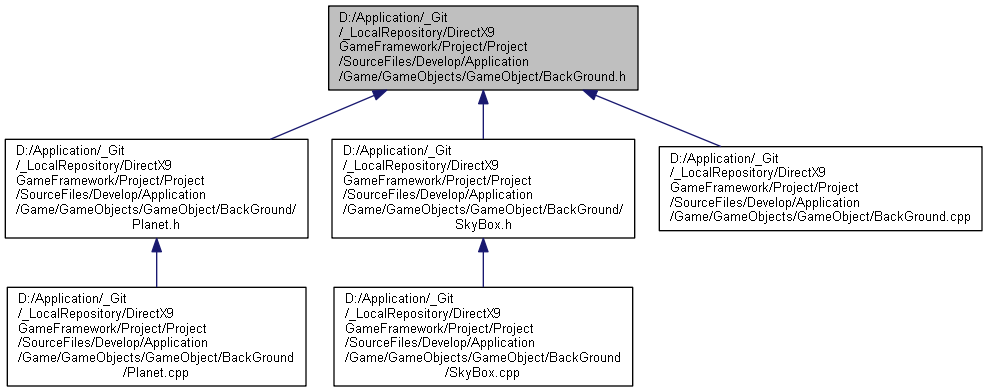 D:/Application/_Git
/_LocalRepository/DirectX9
GameFramework/Project/Project
/SourceFiles/Develop/Application
/Game/GameObjects/GameObject/BackGround.h
D:/Application/_Git
/_LocalRepository/DirectX9
GameFramework/Project/Project
/SourceFiles/Develop/Application
/Game/GameObjects/GameObject/BackGround/
Planet.h
D:/Application/_Git
/_LocalRepository/DirectX9
GameFramework/Project/Project
/SourceFiles/Develop/Application
/Game/GameObjects/GameObject/BackGround/
SkyBox.h
D:/Application/_Git
/_LocalRepository/DirectX9
GameFramework/Project/Project
/SourceFiles/Develop/Application
/Game/GameObjects/GameObject/BackGround.cpp
D:/Application/_Git
/_LocalRepository/DirectX9
GameFramework/Project/Project
/SourceFiles/Develop/Application
/Game/GameObjects/GameObject/BackGround
/Planet.cpp
D:/Application/_Git
/_LocalRepository/DirectX9
GameFramework/Project/Project
/SourceFiles/Develop/Application
/Game/GameObjects/GameObject/BackGround
/SkyBox.cpp